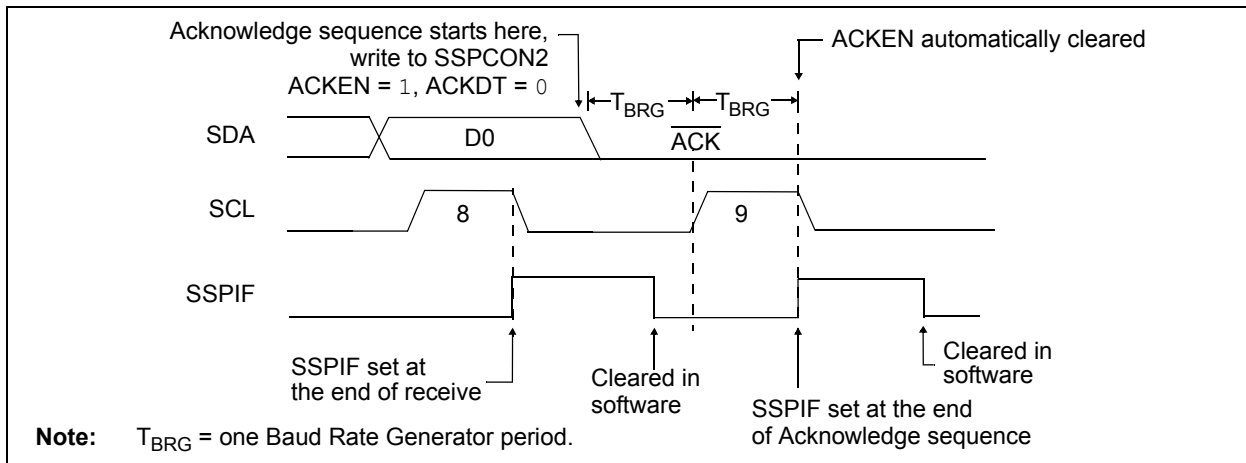 Acknowledge sequence starts here,
write to SSPCON2
ACKEN = 1, ACKDT = 0
ACKEN automatically cleared
TBRG
TBRG
SDA
D0
ACK
SCL
8
9
SSPIF
SSPIF set at
the end of receive
Cleared in
software
SSPIF set at the end
of Acknowledge sequence
Cleared in
software
Note: TBRG = one Baud Rate Generator period.